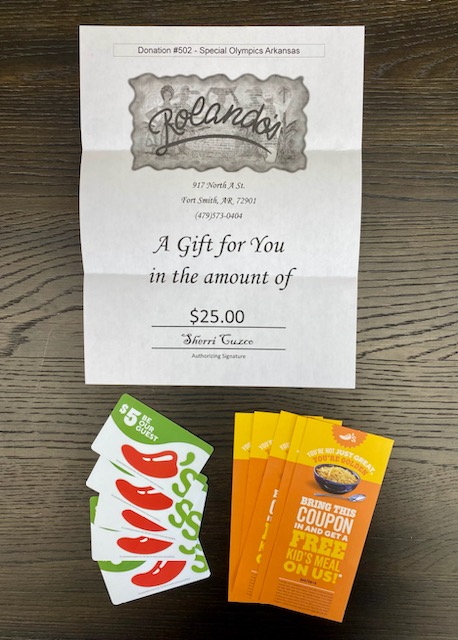 Donation #502 - Special Olympics Arkansas
Rolando's
917 North A St.
Fort Smith, AR 72901
(479)573-0404
A Gift for You
in the amount of
$25.00
Sherri Cuzco
Authorizing Signature
$5 BE
OUR
GUEST
YOU'RE NOT JUST GREAT,
YOU'RE GOLDEN!
BRING THIS
COUPON
IN AND GET A
FREE
KID'S MEAL
ON US!*